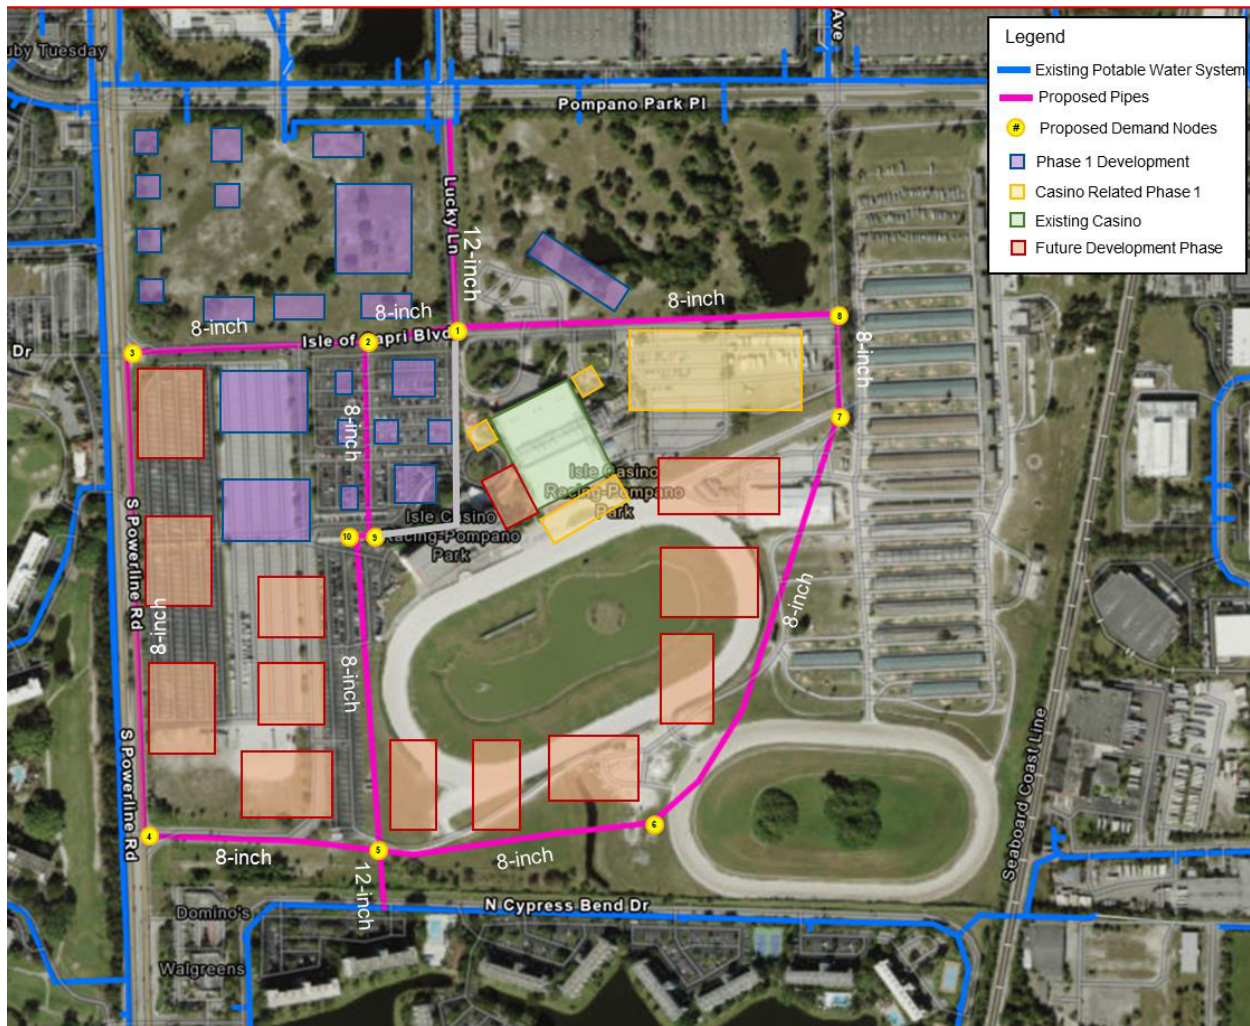 uby Tuesday
Ave
Legend
Existing Potable Water System
Proposed Pipes
# Proposed Demand Nodes
Phase 1 Development
Casino Related Phase 1
Existing Casino
Future Development Phase
Pompano Park Pl
Lucky Ln
12-inch
8-inch
8-inch
8-inch
Isle of Capri Blvd
1
2
3
8
Dr
8-inch
7
8-inch
Isle Casino
Racing-Pompano
Park
Isle Casino
Racing-Pompano
Park
10
9
S Powerline Rd
8-inch
8-inch
8-inch
S Powerline Rd
Seaboard Coast Line
4
5
6
8-inch
8-inch
12-inch
N Cypress Bend Dr
Domino's
Walgreens